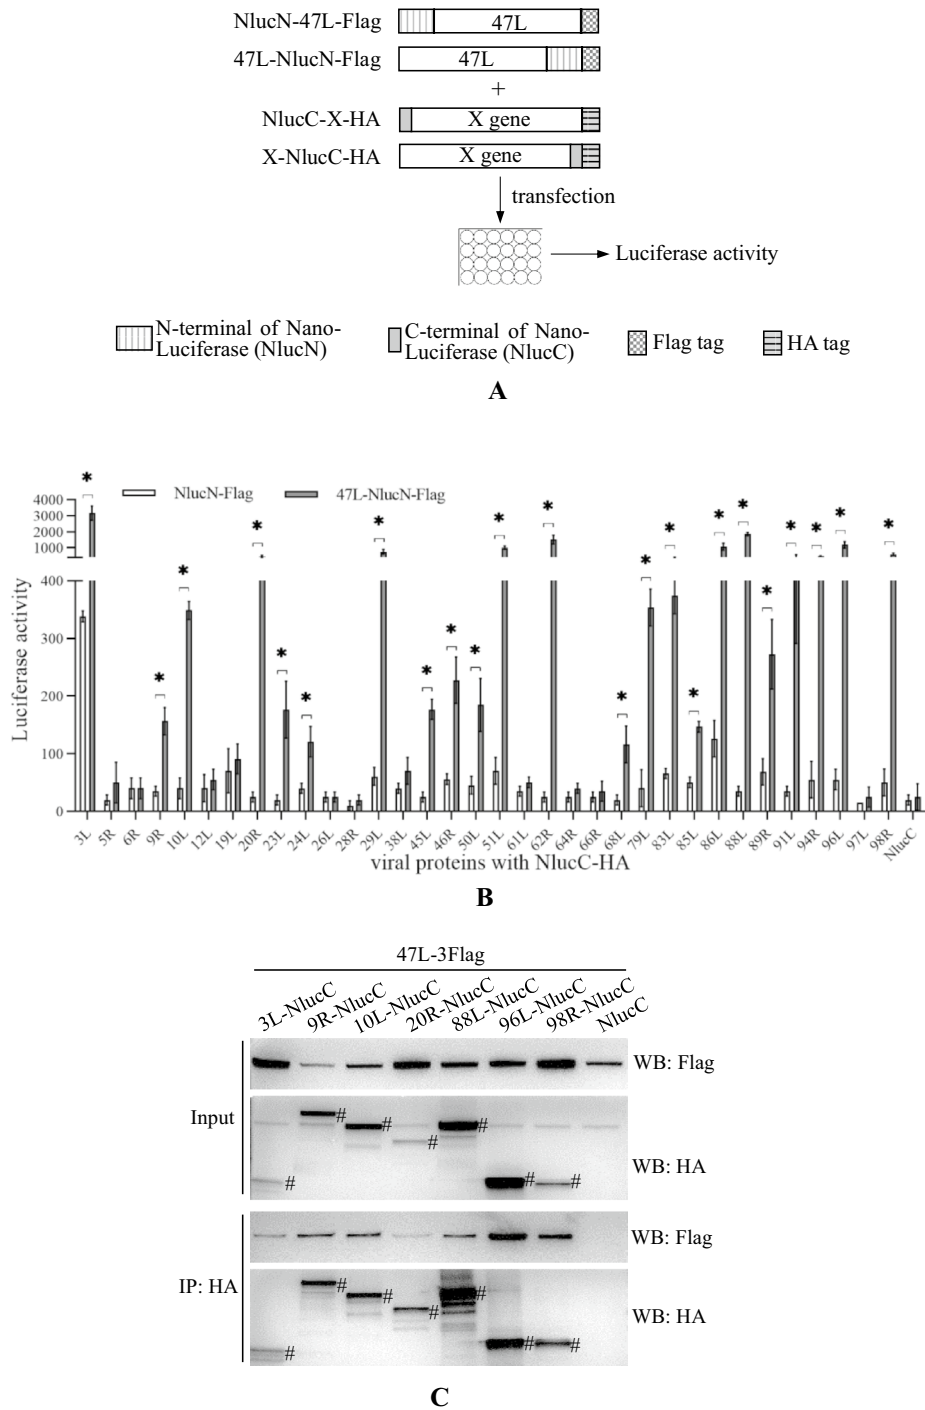 NlucN-47L-Flag
47L
47L-NlucN-Flag
47L
+
NlucC-X-HA
X gene
X-NlucC-HA
X gene
transfection
Luciferase activity
N-terminal of Nano-
Luciferase (NlucN)
C-terminal of Nano-
Luciferase (NlucC)
Flag tag
HA tag
A
NlucN-Flag
47L-NlucN-Flag
Luciferase activity
4000
3000
2000
1000
400
300
200
100
0
* * * * * * * * * * * * * * * * * * * * * *
3L 5R 6R 9R 10L 12L 19L 20R 23L 24L 26L 28R 29L 38L 45L 46R 50L 51L 61L 62R 64R 66R 68L 79L 83L 85L 86L 88L 89R 91L 94R 96L 97L 98R NlucC
viral proteins with NlucC-HA
B
47L-3Flag
3L-NlucC 9R-NlucC 10L-NlucC 20R-NlucC 88L-NlucC 96L-NlucC 98R-NlucC NlucC
Input
WB: Flag
# # # # # # #
WB: HA
IP: HA
WB: Flag
# # # # # # #
WB: HA
C